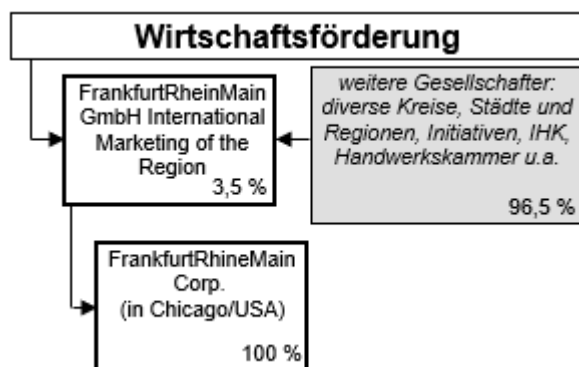 Wirtschaftsförderung
FrankfurtRheinMain
GmbH International
Marketing of the
Region
3,5 %
weitere Gesellschafter:
diverse Kreise, Städte und
Regionen, Initiativen, IHK,
Handwerkskammer u.a.
96,5 %
FrankfurtRhineMain
Corp.
(in Chicago/USA)
100 %